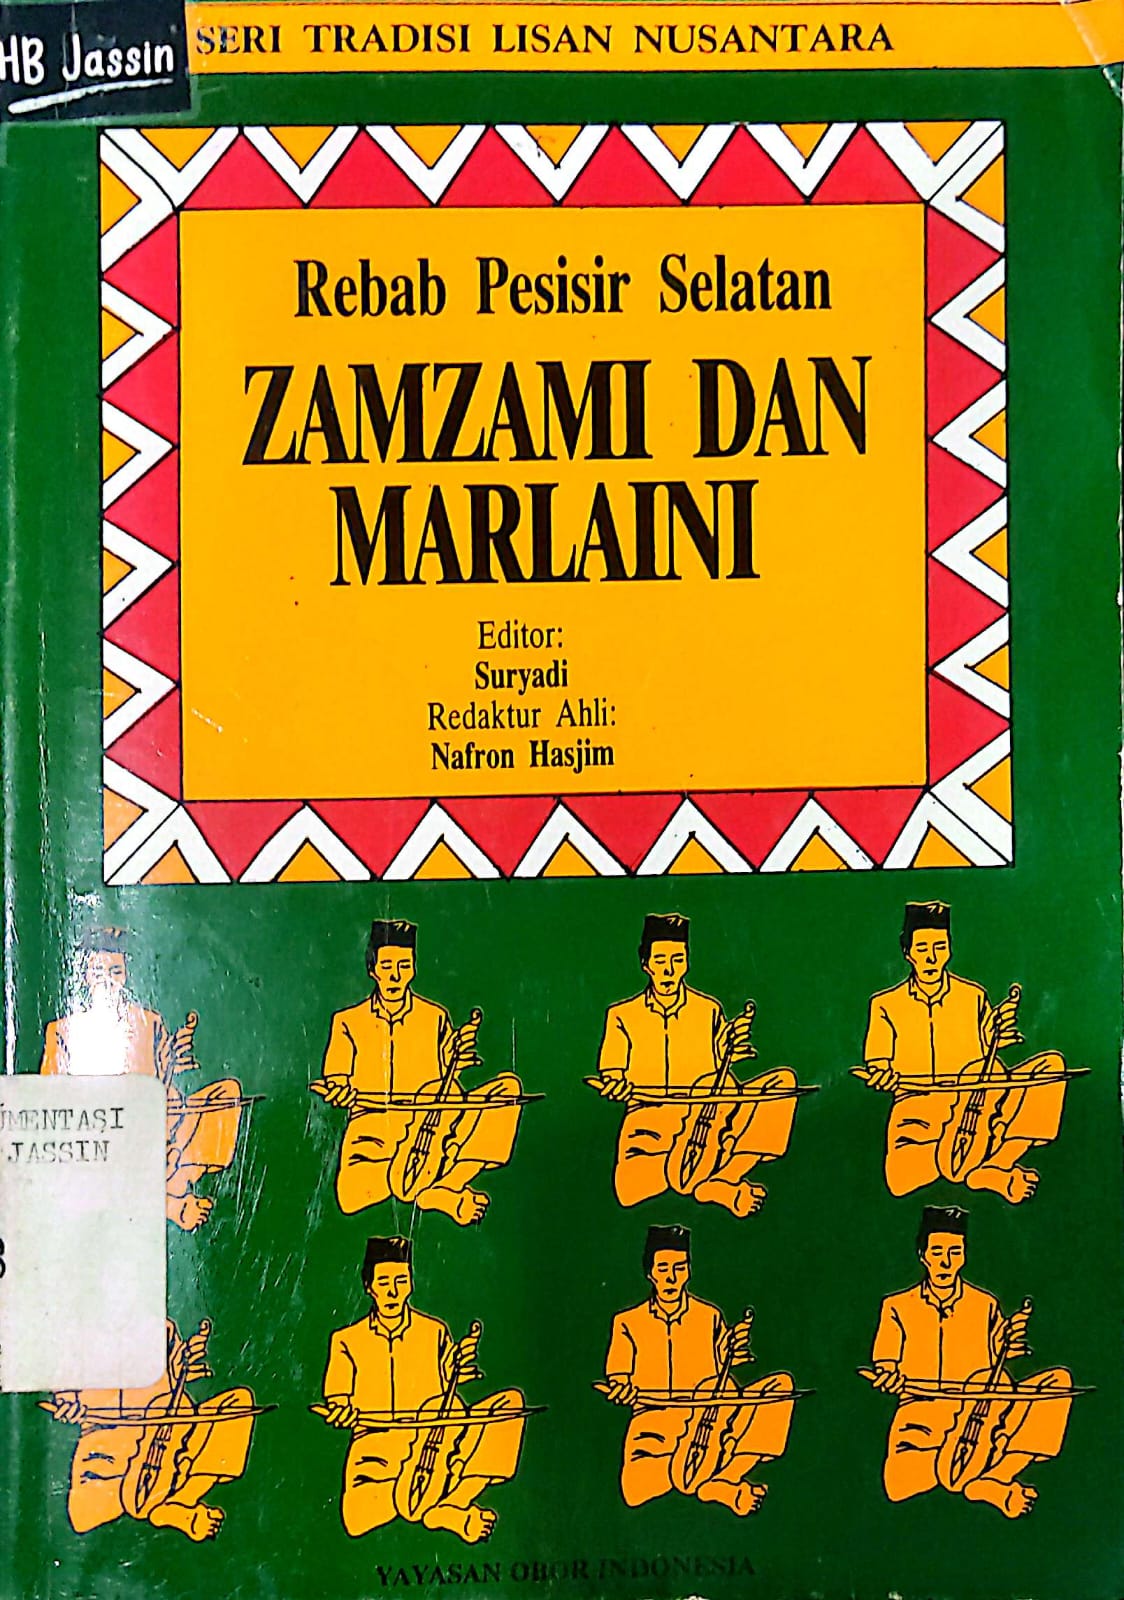 HB Jassin
SERI TRADISI LISAN NUSANTARA
Rebab Pesisir Selatan
ZAMZAMI DAN
MARLAINI
Editor:
Suryadi
Redaktur Ahli:
Nafron Hasjim
UMENTASI
JASSIN
YAYASAN OBOR INDONESIA